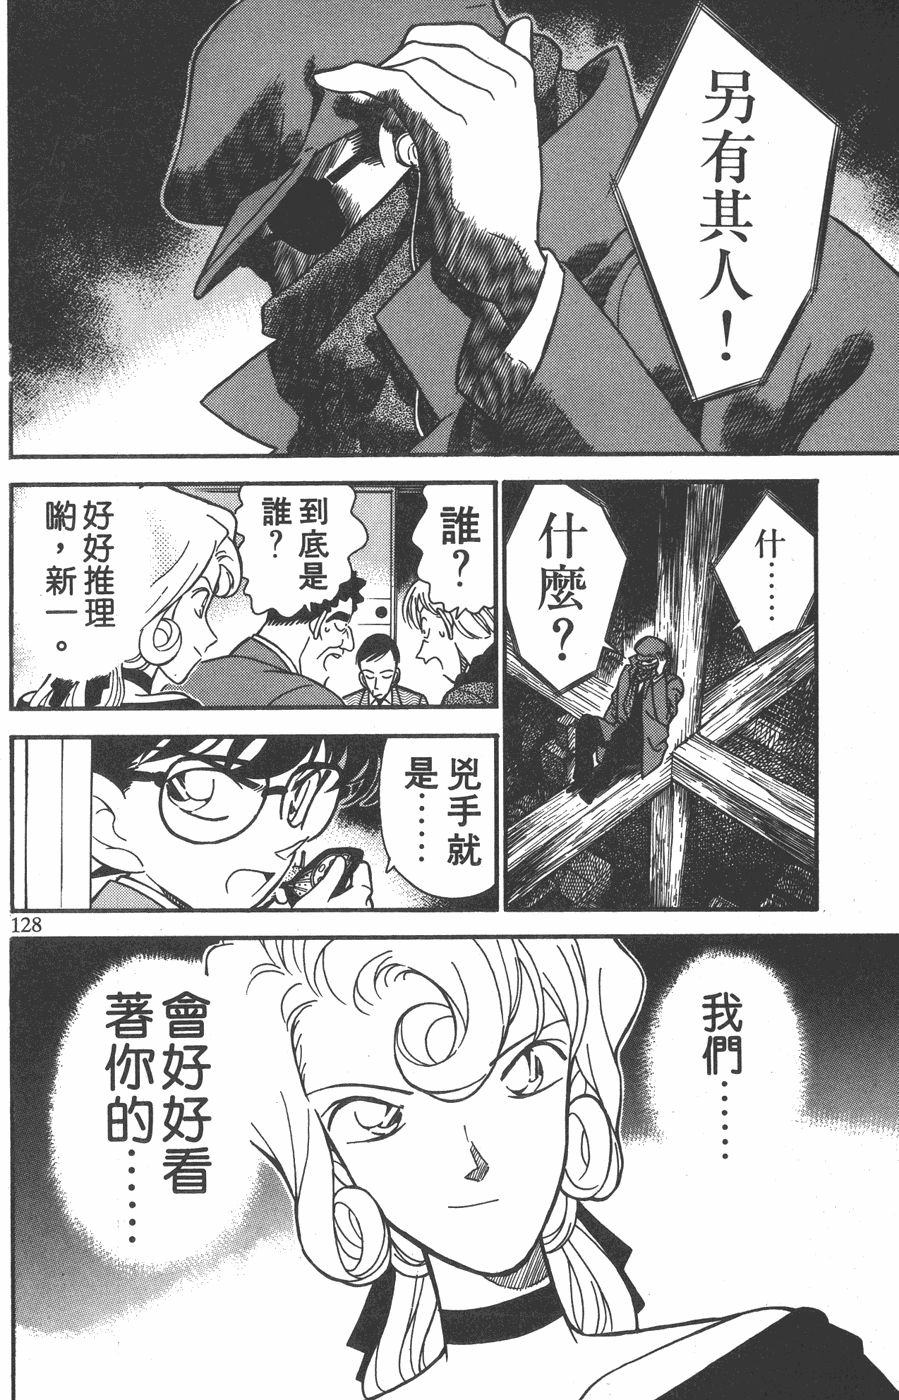 另有其人！
什……
什麼？
誰？
到底是
誰？
好好推理
喲，新一。
兇手就
是……
128
我們……
會好好看
著你的……